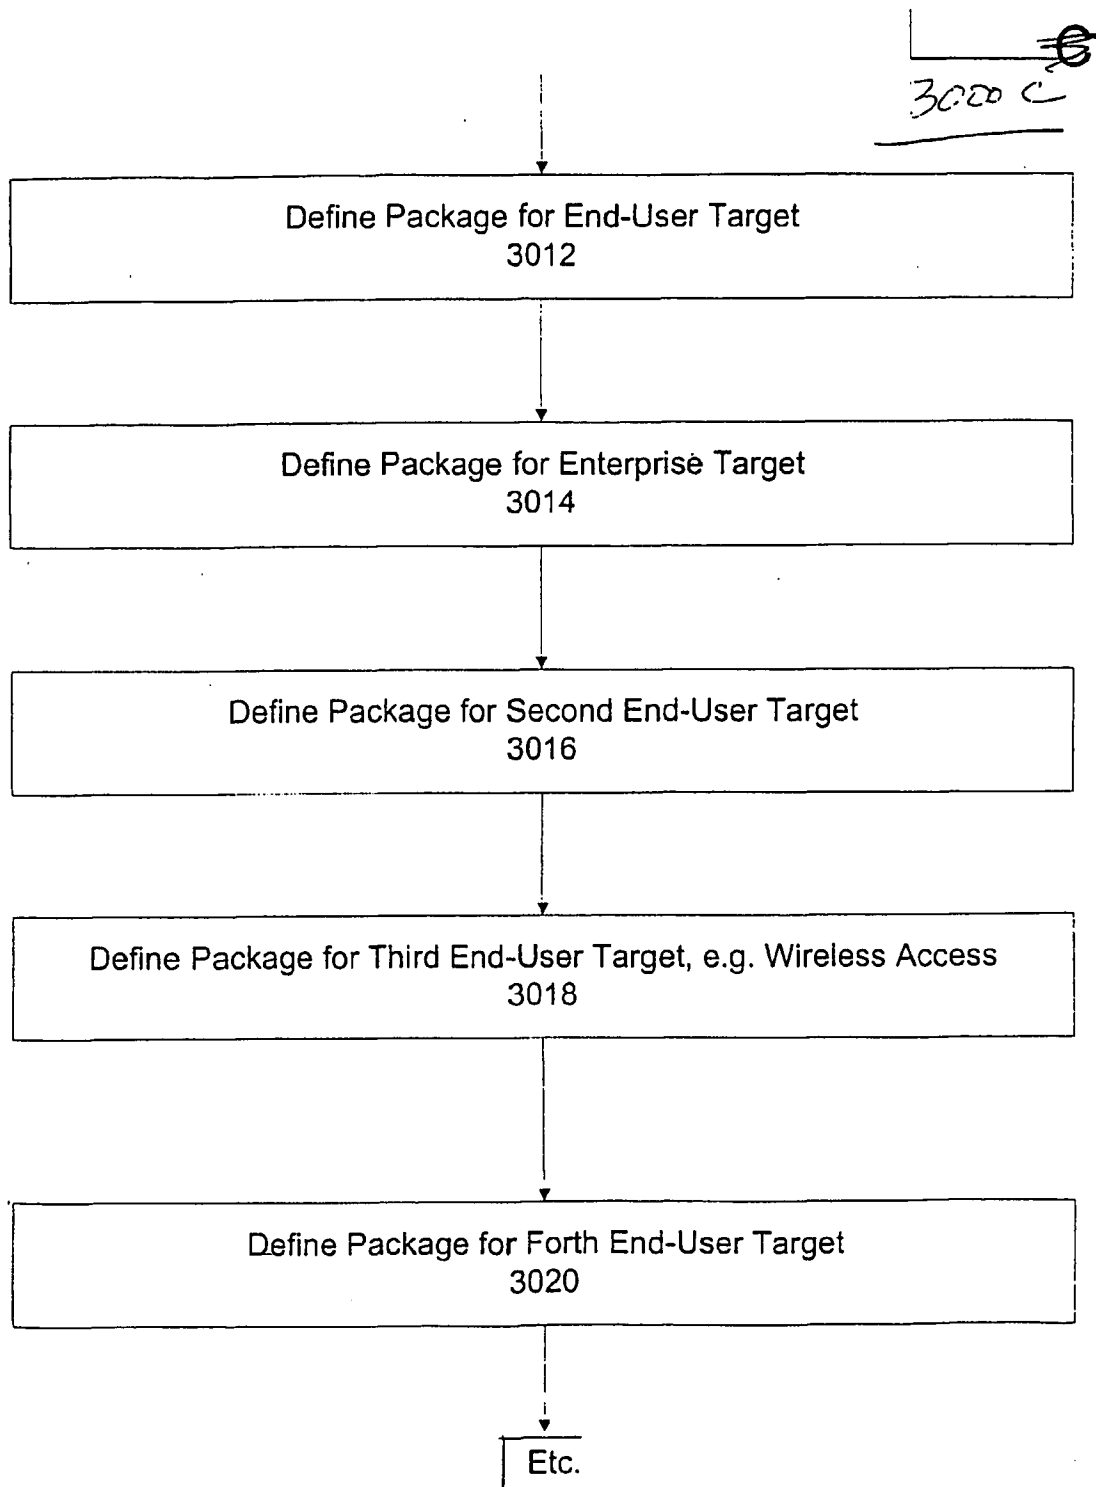 3000 C
Define Package for End-User Target
3012
Define Package for Enterprise Target
3014
Define Package for Second End-User Target
3016
Define Package for Third End-User Target, e.g. Wireless Access
3018
Define Package for Forth End-User Target
3020
Etc.